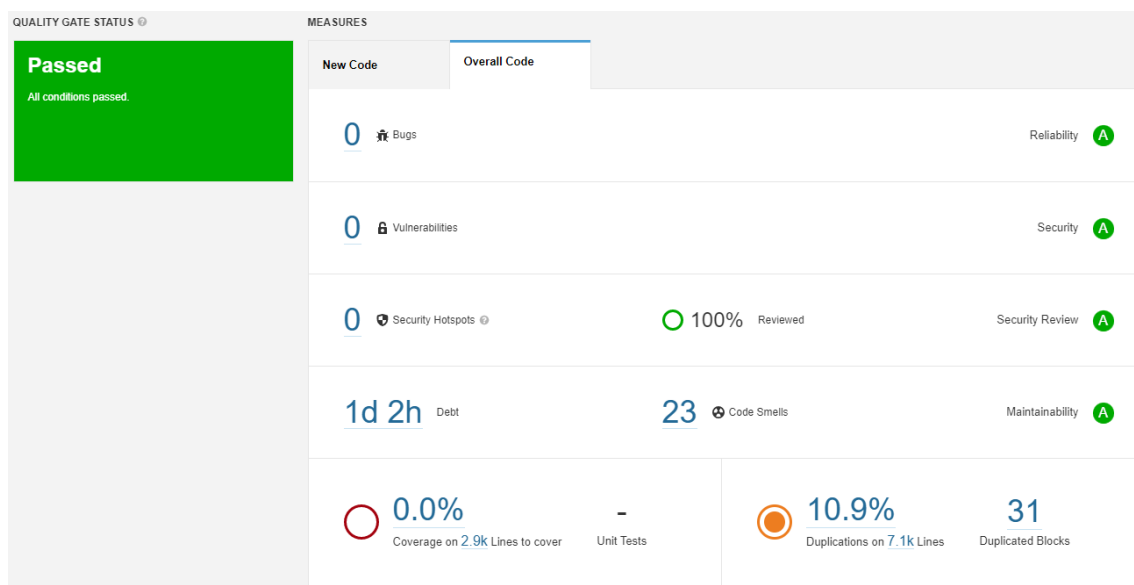 QUALITY GATE STATUS
MEASURES
Passed
All conditions passed.
New Code
Overall Code
0 Bugs
Reliability A
0 Vulnerabilities
Security A
0 Security Hotspots
100% Reviewed
Security Review A
1d 2h Debt
23 Code Smells
Maintainability A
0.0%
Coverage on 2.9k Lines to cover
-
Unit Tests
10.9%
Duplications on 7.1k Lines
31
Duplicated Blocks